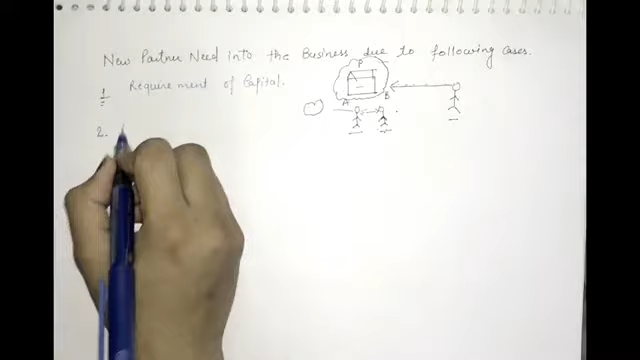 New Partner Need into the Business due to following Cases.
1 Requirement of Capital.
P
A B
2.